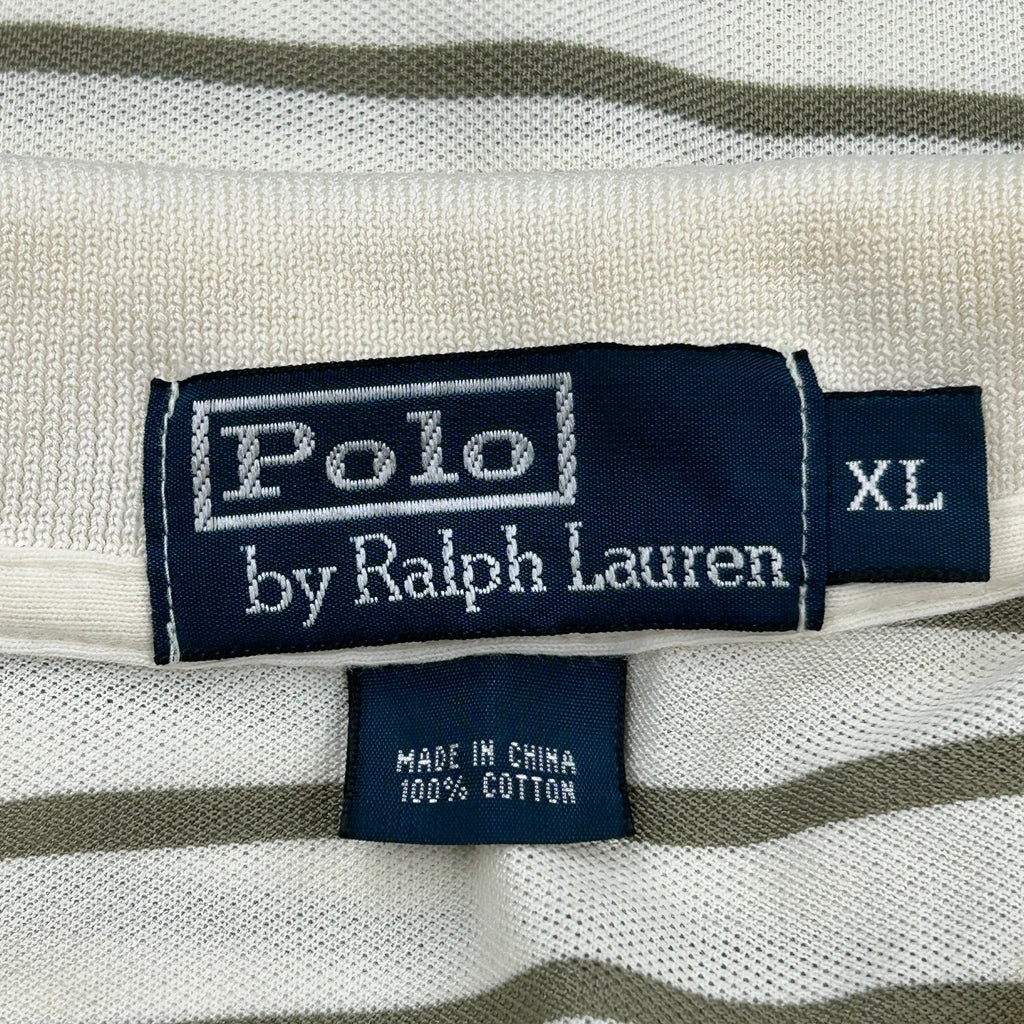 Polo
by Ralph Lauren
XL
MADE IN CHINA
100% COTTON